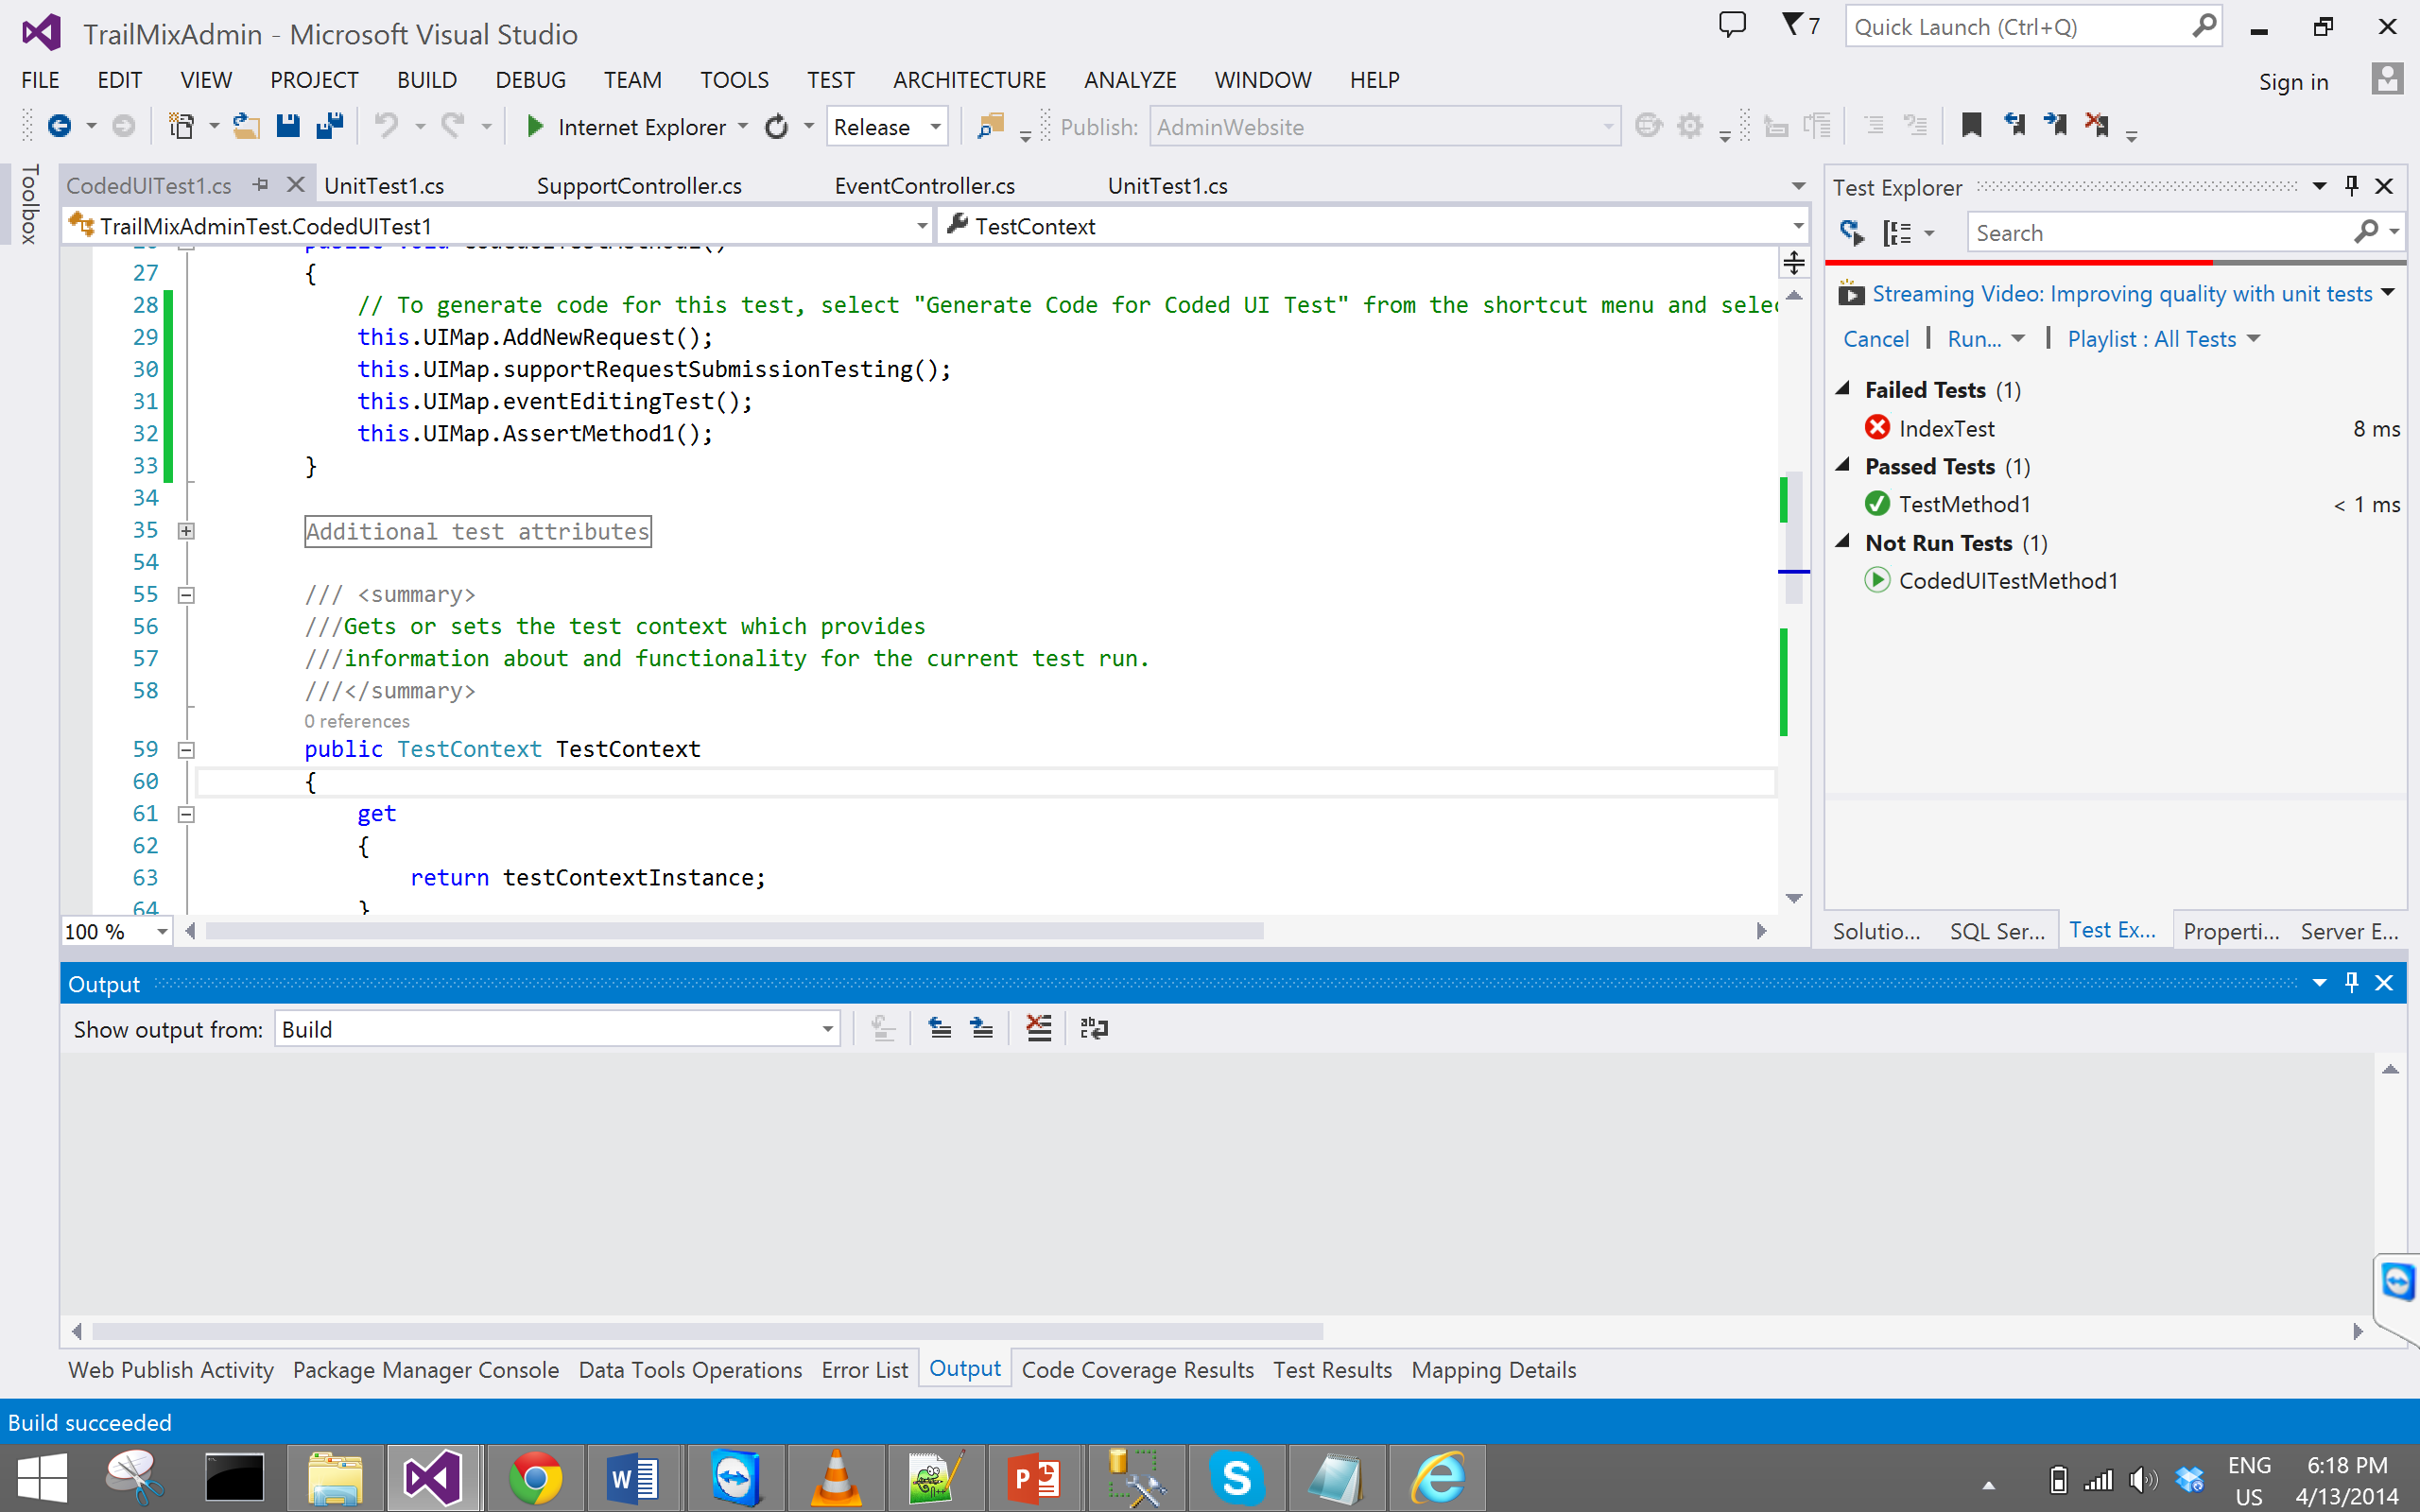 TrailMixAdmin - Microsoft Visual Studio
7
Quick Launch (Ctrl+Q)
FILE EDIT VIEW PROJECT BUILD DEBUG TEAM TOOLS TEST ARCHITECTURE ANALYZE WINDOW HELP
Sign in
Internet Explorer
Release
Publish: AdminWebsite
Toolbox
CodedUITest1.cs UnitTest1.cs SupportController.cs EventController.cs UnitTest1.cs
TrailMixAdminTest.CodedUITest1
TestContext
27 {
28 // To generate code for this test, select "Generate Code for Coded UI Test" from the shortcut menu and selec
29 this.UIMap.AddNewRequest();
30 this.UIMap.supportRequestSubmissionTesting();
31 this.UIMap.eventEditingTest();
32 this.UIMap.AssertMethod1();
33 }
34
35 Additional test attributes
54
55 /// <summary>
56 ///Gets or sets the test context which provides
57 ///information about and functionality for the current test run.
58 ///</summary>
0 references
59 public TestContext TestContext
60 {
61 get
62 {
63 return testContextInstance;
64 }
100 %
Test Explorer
Search
Streaming Video: Improving quality with unit tests
Cancel | Run... | Playlist : All Tests
Failed Tests (1)
IndexTest 8 ms
Passed Tests (1)
TestMethod1 < 1 ms
Not Run Tests (1)
CodedUITestMethod1
Solutio... SQL Ser... Test Ex... Properti... Server E...
Output
Show output from: Build
Web Publish Activity Package Manager Console Data Tools Operations Error List Output Code Coverage Results Test Results Mapping Details
Build succeeded
ENG
US
6:18 PM
4/13/2014